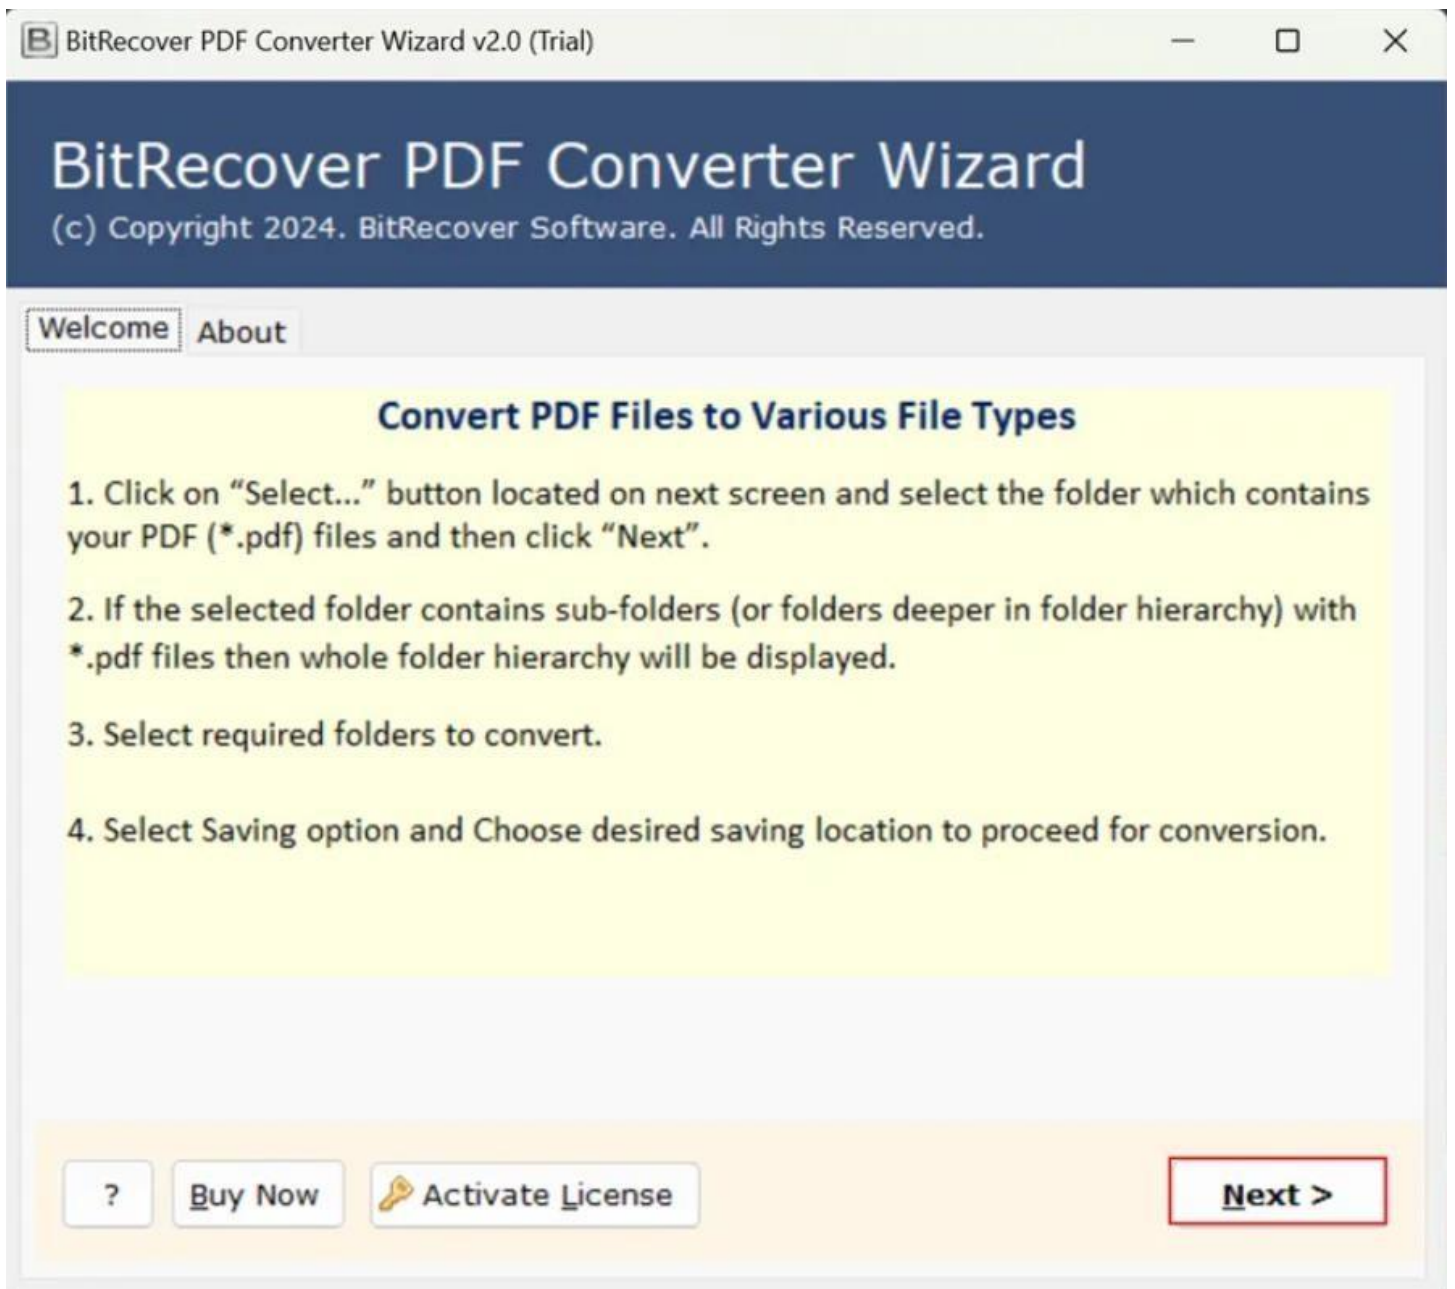 BitRecover PDF Converter Wizard v2.0 (Trial)
BitRecover PDF Converter Wizard
(c) Copyright 2024. BitRecover Software. All Rights Reserved.
Welcome
About
Convert PDF Files to Various File Types
1. Click on “Select...” button located on next screen and select the folder which contains
your PDF (*.pdf) files and then click “Next”.
2. If the selected folder contains sub-folders (or folders deeper in folder hierarchy) with
*.pdf files then whole folder hierarchy will be displayed.
3. Select required folders to convert.
4. Select Saving option and Choose desired saving location to proceed for conversion.
?
Buy Now
Activate License
Next >